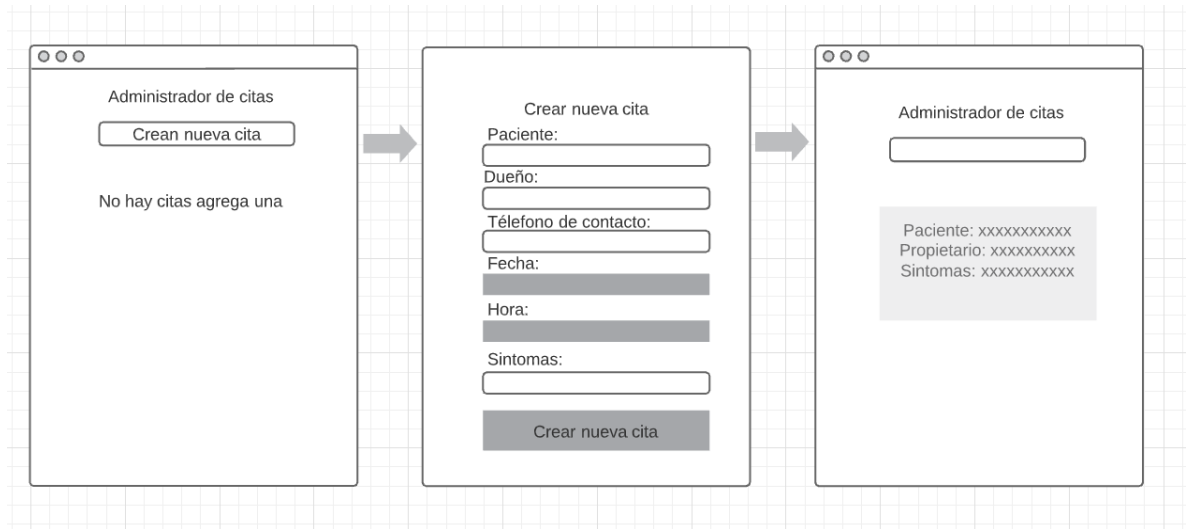 Administrador de citas
Crean nueva cita
No hay citas agrega una
Crear nueva cita
Paciente:
Dueño:
Télefono de contacto:
Fecha:
Hora:
Sintomas:
Crear nueva cita
Administrador de citas
Paciente: xxxxxxxxxxx
Propietario: xxxxxxxxxx
Sintomas: xxxxxxxxxxx